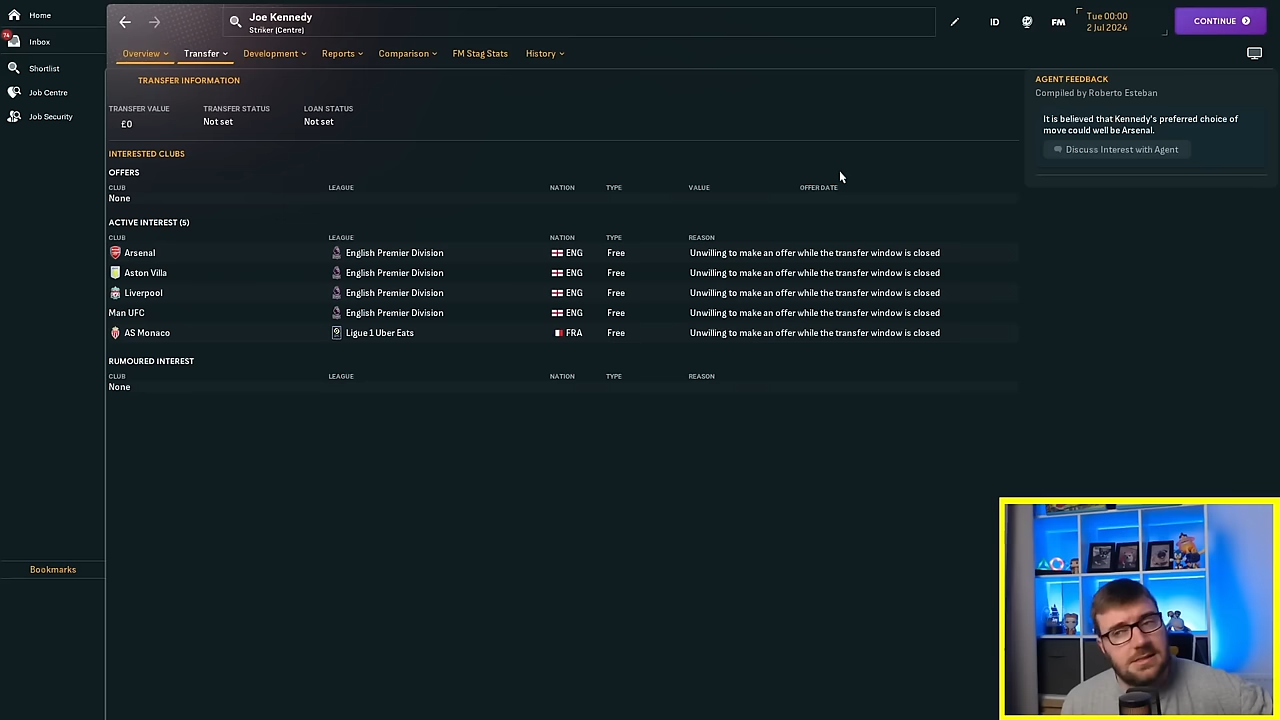 Home
Inbox
74
Shortlist
Job Centre
Job Security
Bookmarks
Joe Kennedy
Striker (Centre)
ID
FM
Tue 00:00
2 Jul 2024
CONTINUE
Overview
Transfer
Development
Reports
Comparison
FM Stag Stats
History
TRANSFER INFORMATION
TRANSFER VALUE TRANSFER STATUS LOAN STATUS
£0 Not set Not set
INTERESTED CLUBS
OFFERS
CLUB LEAGUE NATION TYPE VALUE OFFER DATE
None
ACTIVE INTEREST (5)
CLUB LEAGUE NATION TYPE REASON
Arsenal English Premier Division ENG Free Unwilling to make an offer while the transfer window is closed
Aston Villa English Premier Division ENG Free Unwilling to make an offer while the transfer window is closed
Liverpool English Premier Division ENG Free Unwilling to make an offer while the transfer window is closed
Man UFC English Premier Division ENG Free Unwilling to make an offer while the transfer window is closed
AS Monaco Ligue 1 Uber Eats FRA Free Unwilling to make an offer while the transfer window is closed
RUMOURED INTEREST
CLUB LEAGUE NATION TYPE REASON
None
AGENT FEEDBACK
Compiled by Roberto Esteban
It is believed that Kennedy's preferred choice of
move could well be Arsenal.
Discuss Interest with Agent